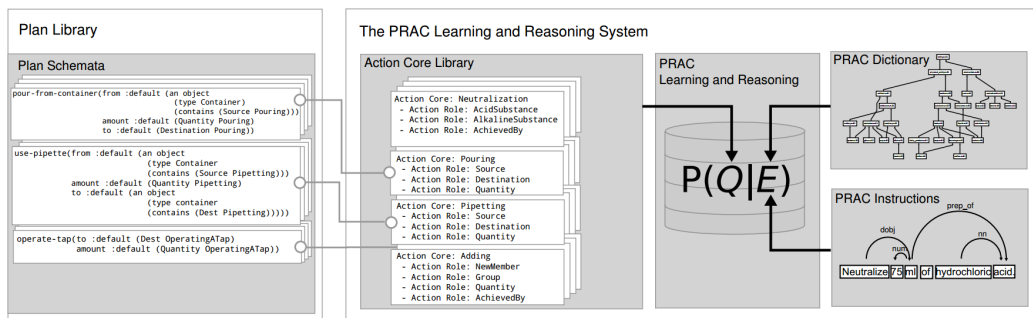 Plan Library
Plan Schemata
pour-from-container(from :default (an object
(type Container)
(contains (Source Pouring)))
amount :default (Quantity Pouring)
to :default (Destination Pouring))
use-pipette(from :default (an object
(type Container
(contains (Source Pipetting)))
amount :default (Quantity Pipetting)
to :default (an object
(type container
(contains (Dest Pipetting)))))
operate-tap(to :default (Dest OperatingATap)
amount :default (Quantity OperatingATap))
The PRAC Learning and Reasoning System
Action Core Library
Action Core: Neutralization
- Action Role: AcidSubstance
- Action Role: AlkalineSubstance
- Action Role: AchievedBy
Action Core: Pouring
- Action Role: Source
- Action Role: Destination
- Action Role: Quantity
Action Core: Pipetting
- Action Role: Source
- Action Role: Destination
- Action Role: Quantity
Action Core: Adding
- Action Role: NewMember
- Action Role: Group
- Action Role: Quantity
- Action Role: AchievedBy
PRAC
Learning and Reasoning
P(Q|E)
PRAC Dictionary
PRAC Instructions
prep_of
dobj
num
nn
Neutralize 75 ml of hydrochloric acid.